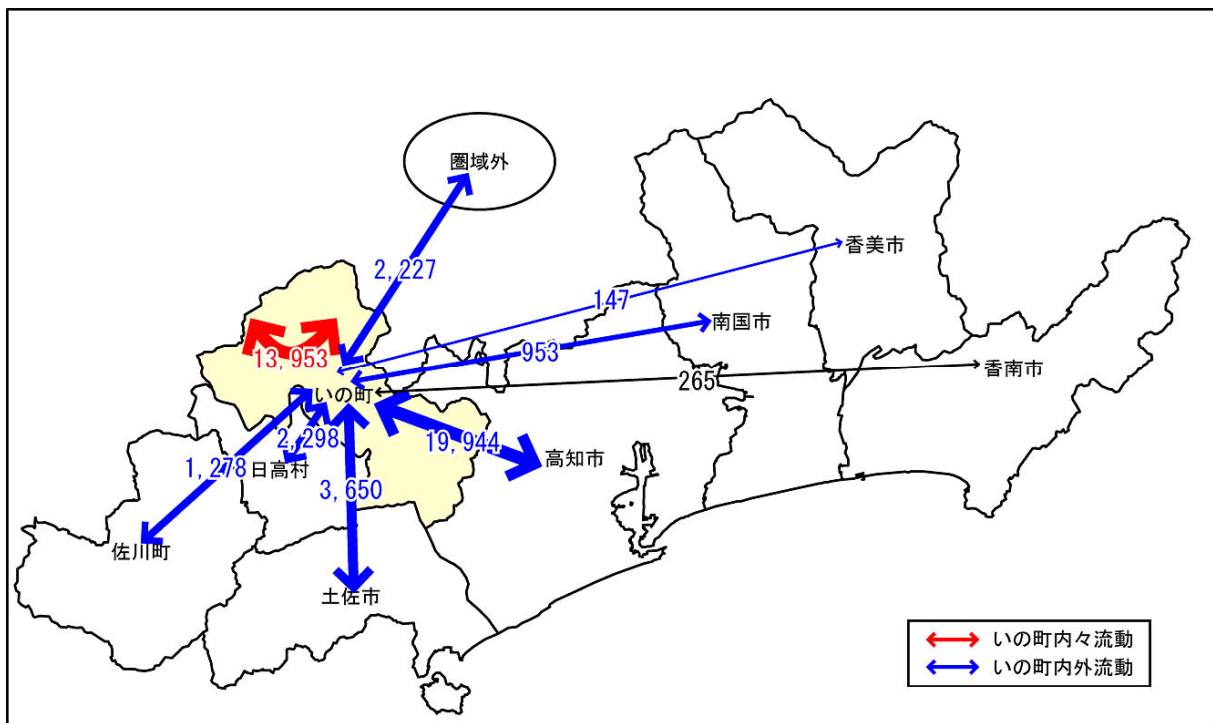 圏域外
香美市
2,227
147
南国市
953
13,953
香南市
265
いの町
2,298
19,944
1,278
日高村
高知市
3,650
佐川町
土佐市
いの町内々流動
いの町内外流動